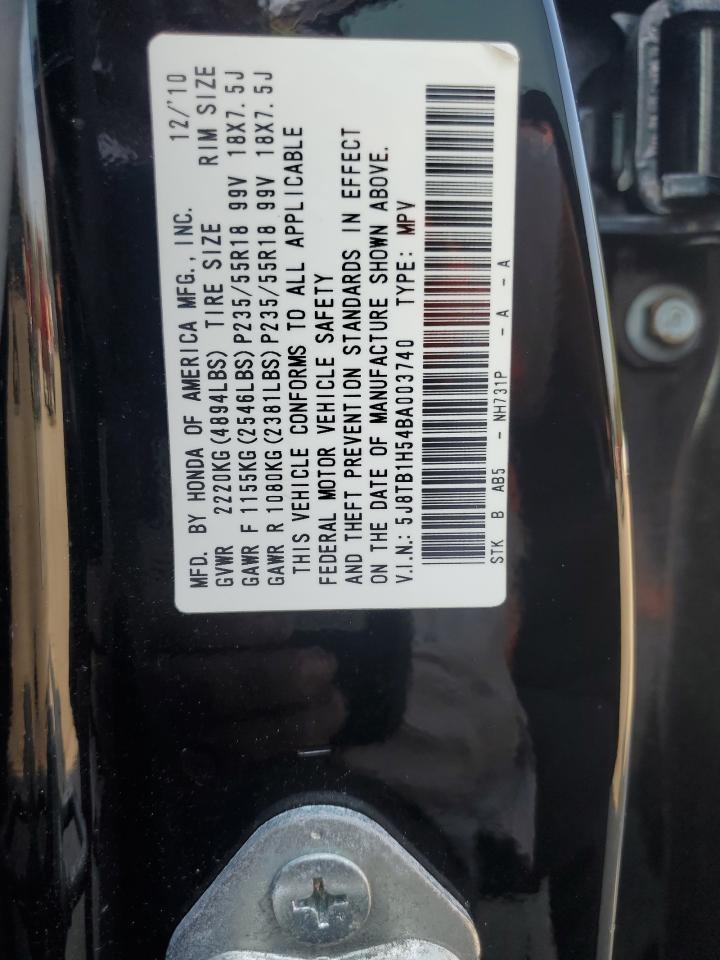 MFD. BY HONDA OF AMERICA MFG., INC. 12/'10
GVWR 2220KG(4894LBS) TIRE SIZE RIM SIZE
GAWR F 1155KG(2546LBS)P235/55R18 99V 18X7.5J
GAWR R 1080KG(2381LBS)P235/55R18 99V 18X7.5J
THIS VEHICLE CONFORMS TO ALL APPLICABLE
FEDERAL MOTOR VEHICLE SAFETY
AND THEFT PREVENTION STANDARDS IN EFFECT
ON THE DATE OF MANUFACTURE SHOWN ABOVE.
V.I.N.: 5J8TB1H54BA003740 TYPE: MPV
STK B AB5 - NH731P - A - A